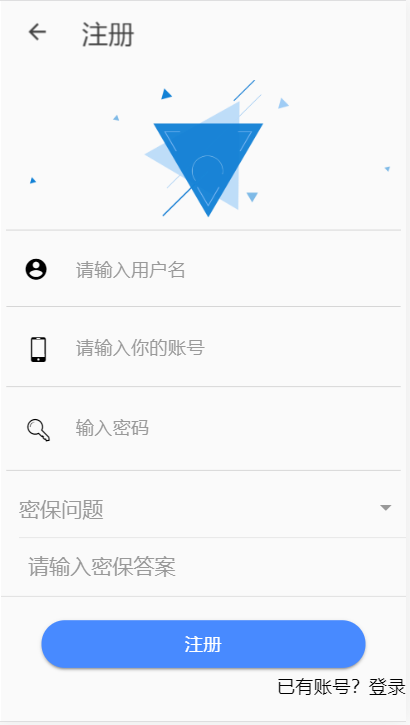 注册
请输入用户名
请输入你的账号
输入密码
密保问题
请输入密保答案
注册
已有账号？登录